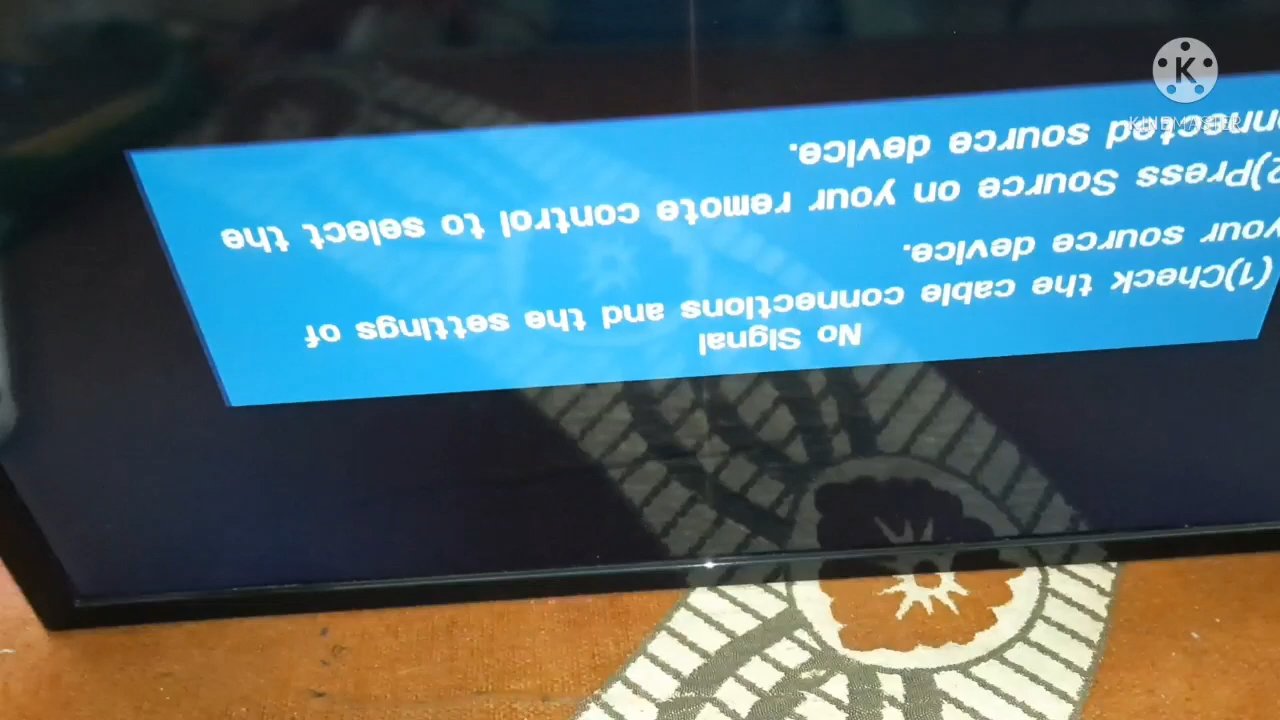 No Signal
(1)Check the cable connections and the settings of
your source device.
2)Press Source on your remote control to select the
nnected source device.
K
KINEMASTER